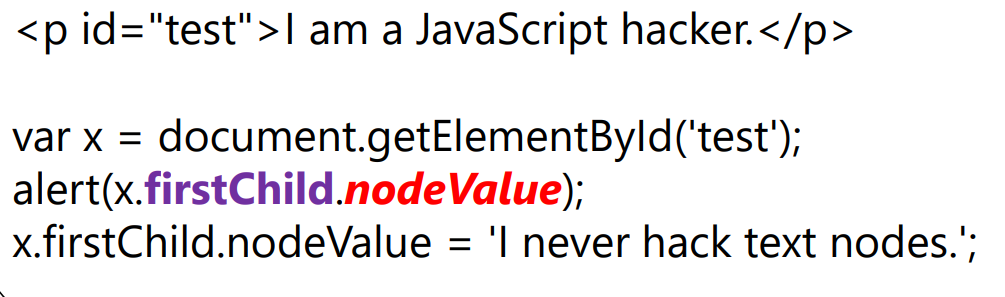 <p id="test">I am a JavaScript hacker.</p>
var x = document.getElementById('test');
alert(x.firstChild.nodeValue);
x.firstChild.nodeValue = 'I never hack text nodes.';